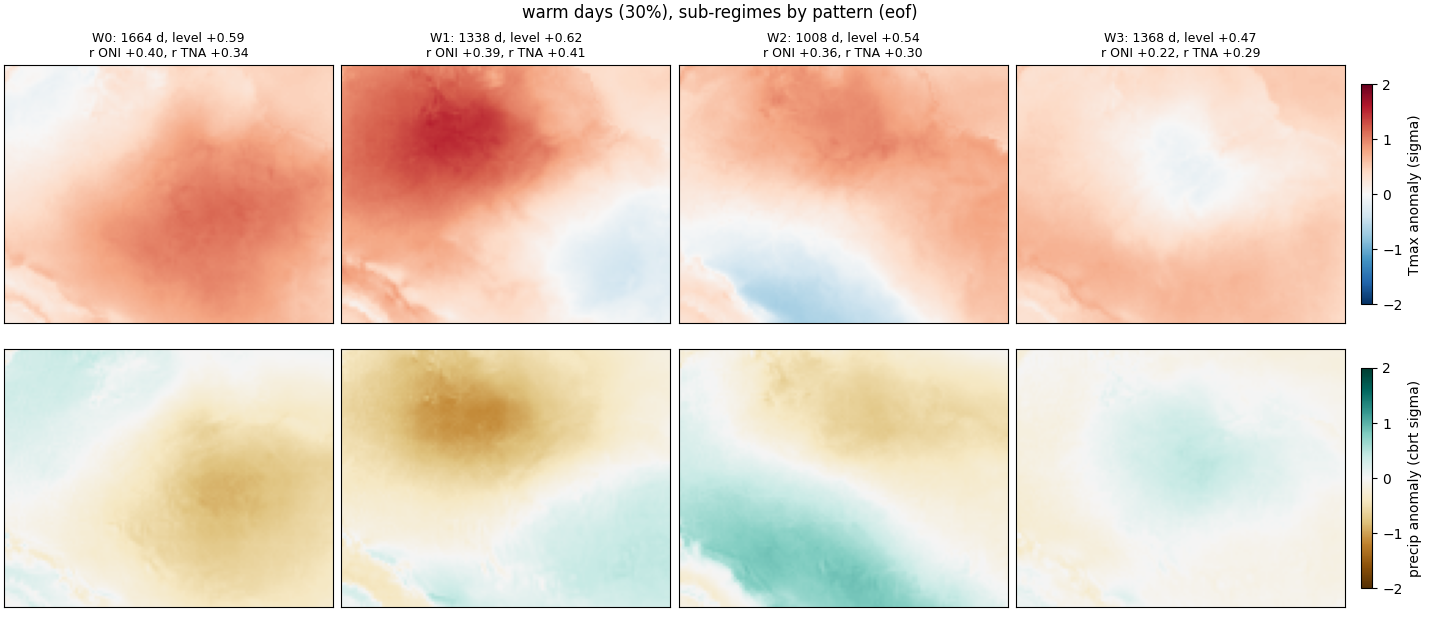 warm days (30%), sub-regimes by pattern (eof)
W0: 1664 d, level +0.59
r ONI +0.40, r TNA +0.34
W1: 1338 d, level +0.62
r ONI +0.39, r TNA +0.41
W2: 1008 d, level +0.54
r ONI +0.36, r TNA +0.30
W3: 1368 d, level +0.47
r ONI +0.22, r TNA +0.29
2
1
0
−1
−2
Tmax anomaly (sigma)
2
1
0
−1
−2
precip anomaly (cbrt sigma)